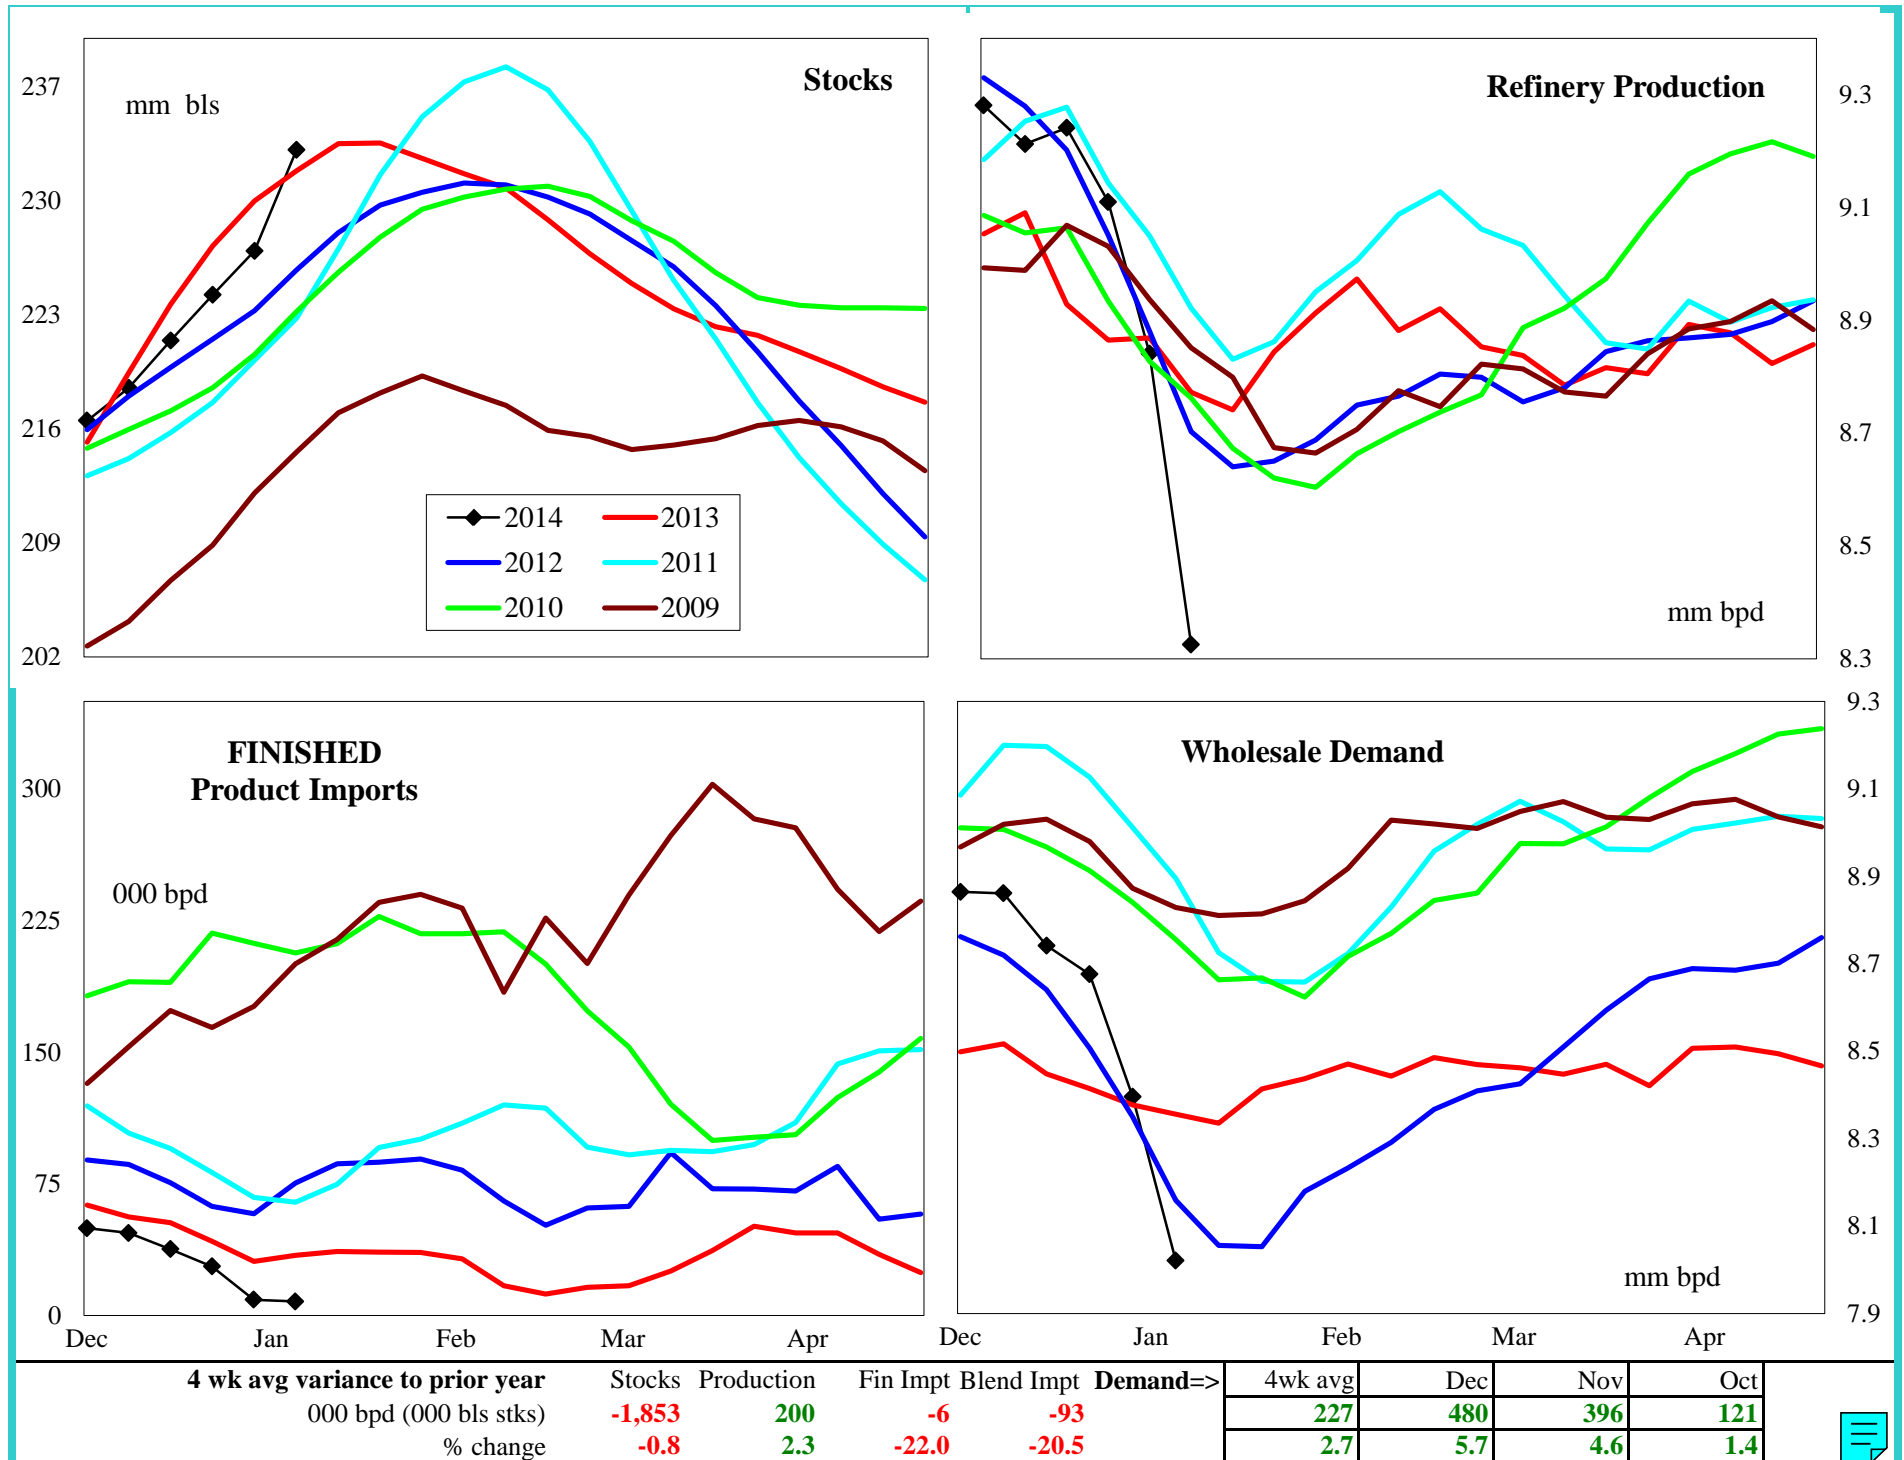 Stocks
mm bls
237
230
223
216
209
202
2014
2013
2012
2011
2010
2009
Refinery Production
mm bpd
9.3
9.1
8.9
8.7
8.5
8.3
FINISHED
Product Imports
000 bpd
300
225
150
75
0
Dec Jan Feb Mar Apr
Wholesale Demand
mm bpd
9.3
9.1
8.9
8.7
8.5
8.3
8.1
7.9
Dec Jan Feb Mar Apr
4 wk avg variance to prior year Stocks Production Fin Impt Blend Impt Demand=> 4wk avg Dec Nov Oct
000 bpd (000 bls stks) -1,853 200 -6 -93 227 480 396 121
% change -0.8 2.3 -22.0 -20.5 2.7 5.7 4.6 1.4